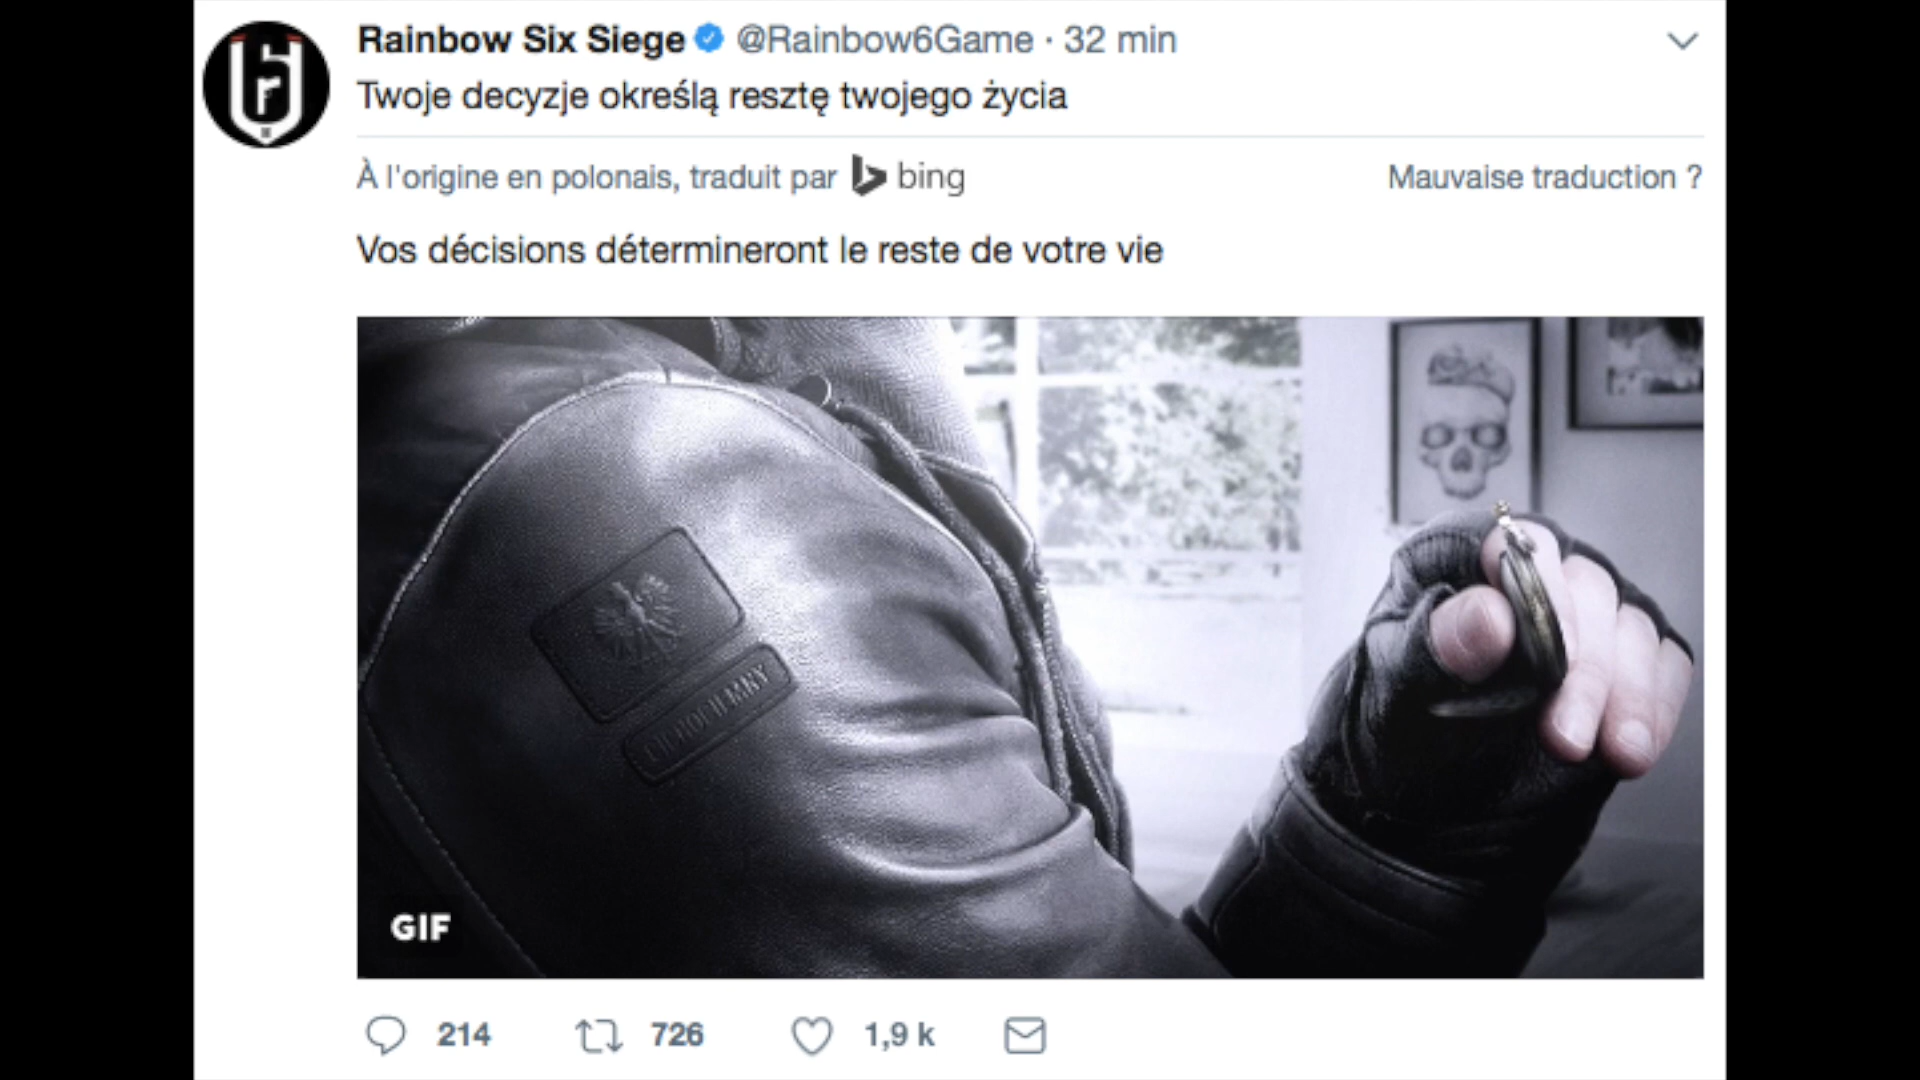 Rainbow Six Siege @Rainbow6Game · 32 min
Twoje decyzje określą resztę twojego życia
À l'origine en polonais, traduit par bing
Mauvaise traduction ?
Vos décisions détermineront le reste de votre vie
GIF
214 726 1,9 k